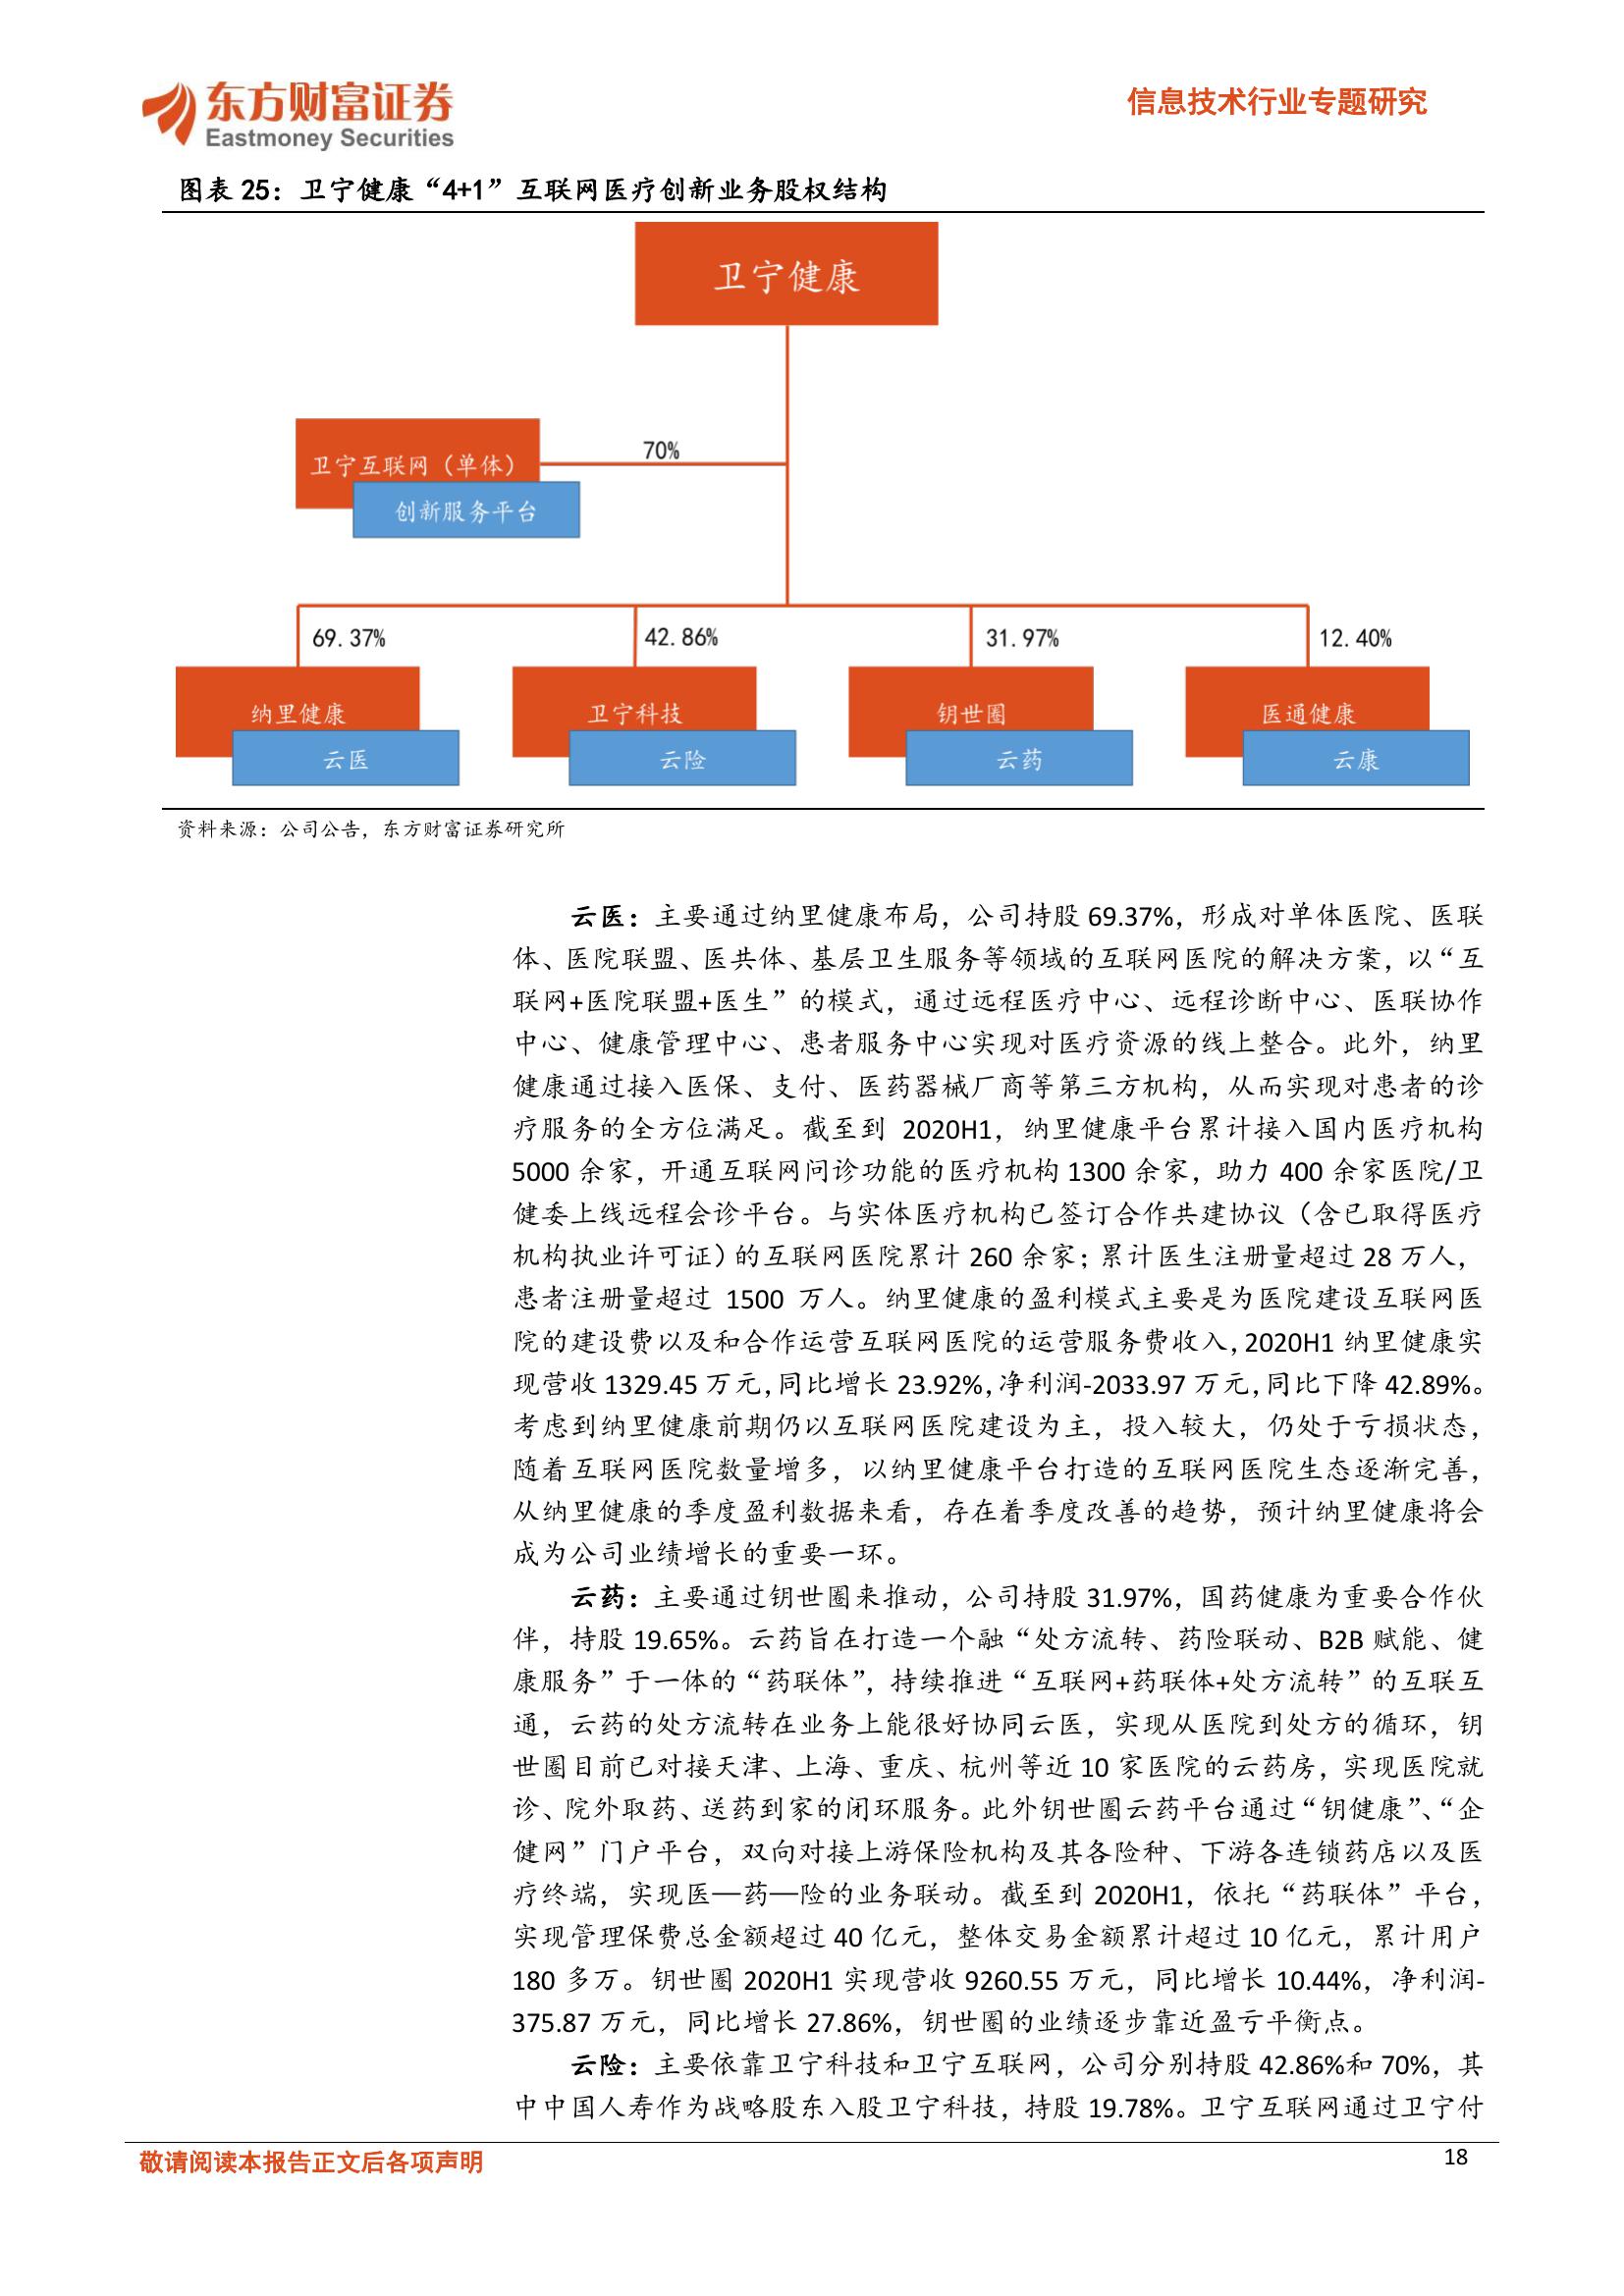 东方财富证券
Eastmoney Securities
信息技术行业专题研究
图表 25：卫宁健康“4+1”互联网医疗创新业务股权结构
卫宁健康
70%
卫宁互联网（单体）
创新服务平台
69.37%
42.86%
31.97%
12.40%
纳里健康
卫宁科技
钥世圈
医通健康
云医
云险
云药
云康
资料来源：公司公告，东方财富证券研究所
云医：主要通过纳里健康布局，公司持股 69.37%，形成对单体医院、医联
体、医院联盟、医共体、基层卫生服务等领域的互联网医院的解决方案，以“互
联网+医院联盟+医生”的模式，通过远程医疗中心、远程诊断中心、医联协作
中心、健康管理中心、患者服务中心实现对医疗资源的线上整合。此外，纳里
健康通过接入医保、支付、医药器械厂商等第三方机构，从而实现对患者的诊
疗服务的全方位满足。截至到 2020H1，纳里健康平台累计接入国内医疗机构
5000 余家，开通互联网问诊功能的医疗机构 1300 余家，助力 400 余家医院/卫
健委上线远程会诊平台。与实体医疗机构已签订合作共建协议（含已取得医疗
机构执业许可证）的互联网医院累计 260 余家；累计医生注册量超过 28 万人，
患者注册量超过 1500 万人。纳里健康的盈利模式主要是为医院建设互联网医
院的建设费以及和合作运营互联网医院的运营服务费收入，2020H1 纳里健康实
现营收 1329.45 万元，同比增长 23.92%，净利润-2033.97 万元，同比下降 42.89%。
考虑到纳里健康前期仍以互联网医院建设为主，投入较大，仍处于亏损状态，
随着互联网医院数量增多，以纳里健康平台打造的互联网医院生态逐渐完善，
从纳里健康的季度盈利数据来看，存在着季度改善的趋势，预计纳里健康将会
成为公司业绩增长的重要一环。
云药：主要通过钥世圈来推动，公司持股 31.97%，国药健康为重要合作伙
伴，持股 19.65%。云药旨在打造一个融“处方流转、药险联动、B2B 赋能、健
康服务”于一体的“药联体”，持续推进“互联网+药联体+处方流转”的互联互
通，云药的处方流转在业务上能很好协同云医，实现从医院到处方的循环，钥
世圈目前已对接天津、上海、重庆、杭州等近 10 家医院的云药房，实现医院就
诊、院外取药、送药到家的闭环服务。此外钥世圈云药平台通过“钥健康”、“企
健网”门户平台，双向对接上游保险机构及其各险种、下游各连锁药店以及医
疗终端，实现医—药—险的业务联动。截至到 2020H1，依托“药联体”平台，
实现管理保费总金额超过 40 亿元，整体交易金额累计超过 10 亿元，累计用户
180 多万。钥世圈 2020H1 实现营收 9260.55 万元，同比增长 10.44%，净利润-
375.87 万元，同比增长 27.86%，钥世圈的业绩逐步靠近盈亏平衡点。
云险：主要依靠卫宁科技和卫宁互联网，公司分别持股 42.86%和 70%，其
中中国人寿作为战略股东入股卫宁科技，持股 19.78%。卫宁互联网通过卫宁付
敬请阅读本报告正文后各项声明
18